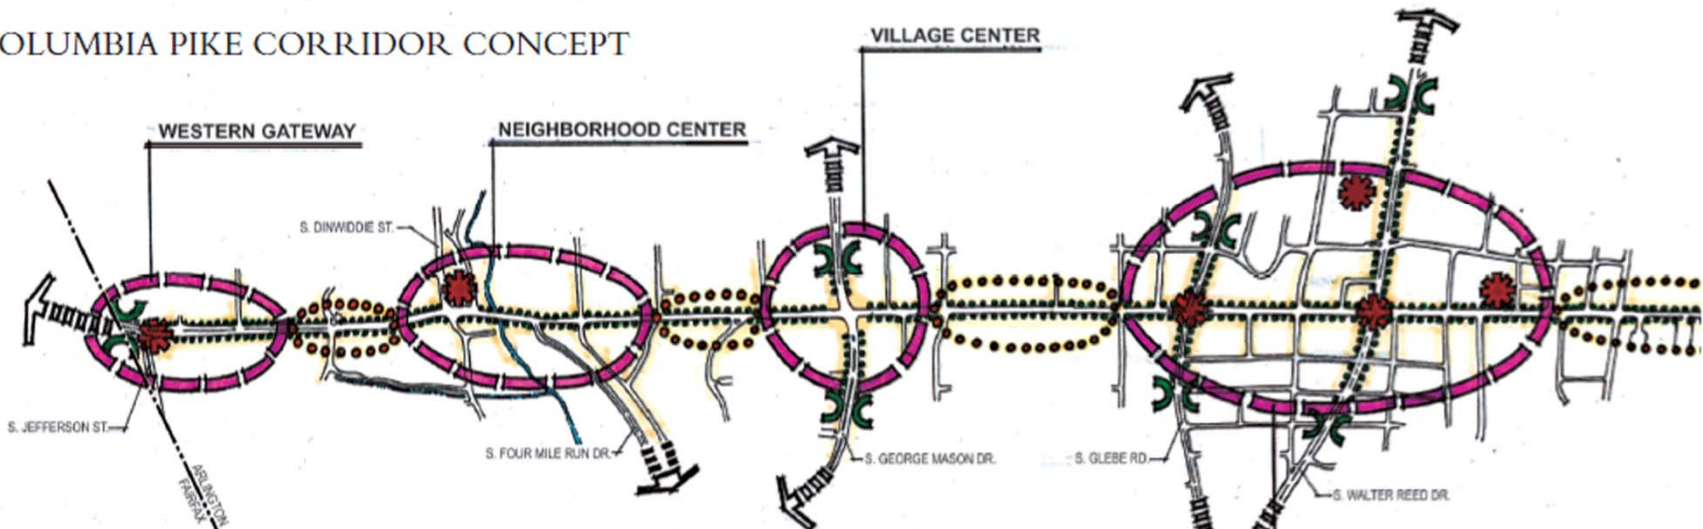 OLUMBIA PIKE CORRIDOR CONCEPT
VILLAGE CENTER
WESTERN GATEWAY
NEIGHBORHOOD CENTER
S. DINWIDDIE ST.
S. JEFFERSON ST.
S. FOUR MILE RUN DR.
S. GEORGE MASON DR.
S. GLEBE RD.
S. WALTER REED DR.
ARLINGTON
FAIRFAX